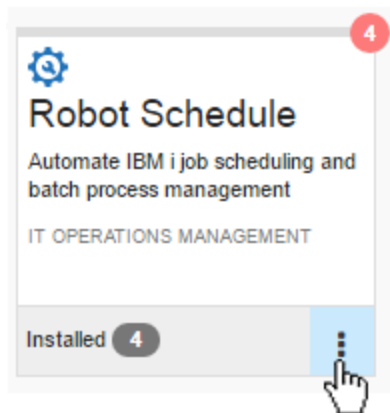 4
Robot Schedule
Automate IBM i job scheduling and
batch process management
IT OPERATIONS MANAGEMENT
Installed 4